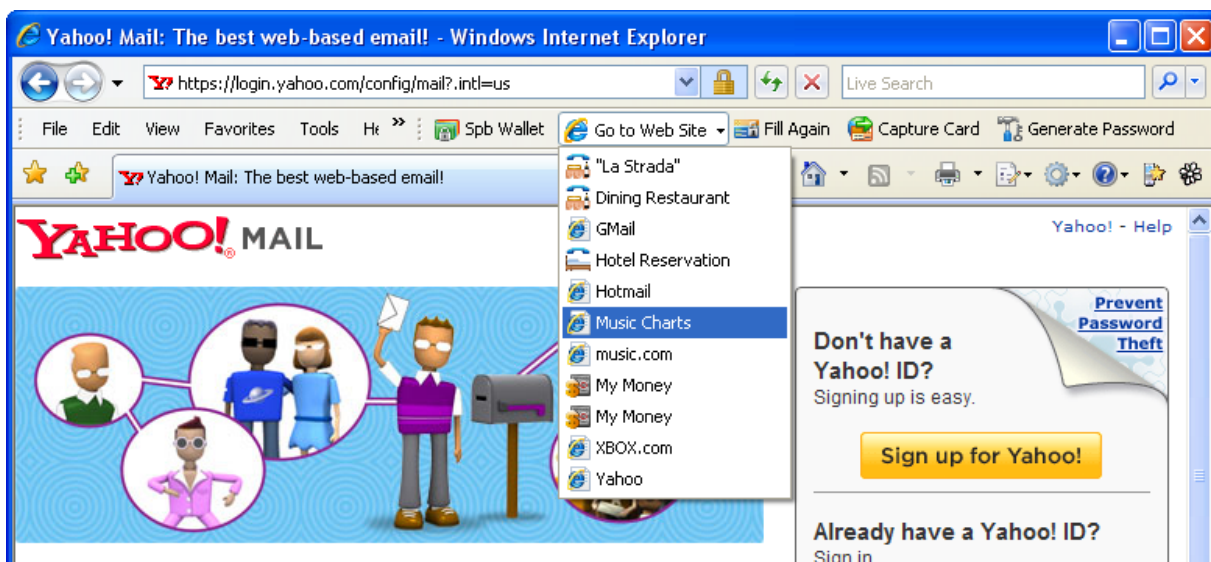 Yahoo! Mail: The best web-based email! - Windows Internet Explorer
https://login.yahoo.com/config/mail?.intl=us
Live Search
File Edit View Favorites Tools He » Spb Wallet Go to Web Site Fill Again Capture Card Generate Password
Yahoo! Mail: The best web-based email!
"La Strada"
Dining Restaurant
GMail
Hotel Reservation
Hotmail
Music Charts
music.com
My Money
My Money
XBOX.com
Yahoo
YAHOO!® MAIL
Yahoo! - Help
Prevent
Password
Theft
Don't have a
Yahoo! ID?
Signing up is easy.
Sign up for Yahoo!
Already have a Yahoo! ID?
Sign in